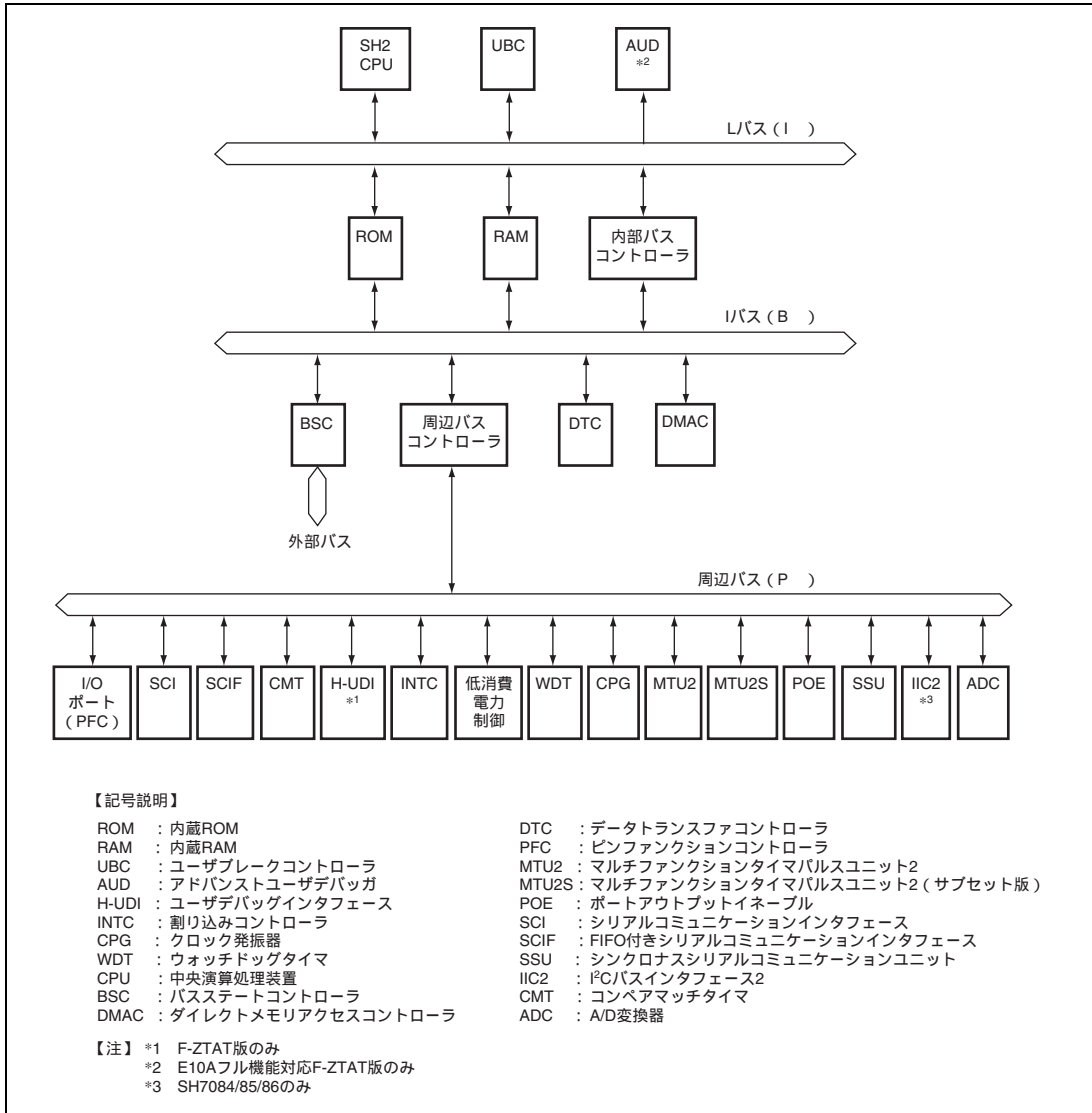 SH2
CPU
UBC
AUD
*2
Lバス（I　）
ROM
RAM
内部バス
コントローラ
Iバス（B　）
BSC
周辺バス
コントローラ
DTC
DMAC
外部バス
周辺バス（P　）
I/O
ポート
（PFC）
SCI
SCIF
CMT
H-UDI
*1
INTC
低消費
電力
制御
WDT
CPG
MTU2
MTU2S
POE
SSU
IIC2
*3
ADC
【記号説明】
ROM ：内蔵ROM
RAM ：内蔵RAM
UBC ：ユーザブレークコントローラ
AUD ：アドバンストユーザデバッガ
H-UDI ：ユーザデバッグインタフェース
INTC ：割り込みコントローラ
CPG ：クロック発振器
WDT ：ウォッチドッグタイマ
CPU ：中央演算処理装置
BSC ：バスステートコントローラ
DMAC ：ダイレクトメモリアクセスコントローラ
DTC ：データトランスファコントローラ
PFC ：ピンファンクションコントローラ
MTU2 ：マルチファンクションタイマパルスユニット2
MTU2S：マルチファンクションタイマパルスユニット2（サブセット版）
POE ：ポートアウトプットイネーブル
SCI ：シリアルコミュニケーションインタフェース
SCIF ：FIFO付きシリアルコミュニケーションインタフェース
SSU ：シンクロナスシリアルコミュニケーションユニット
IIC2 ：I²Cバスインタフェース2
CMT ：コンペアマッチタイマ
ADC ：A/D変換器
【注】 *1 F-ZTAT版のみ
*2 E10Aフル機能対応F-ZTAT版のみ
*3 SH7084/85/86のみ